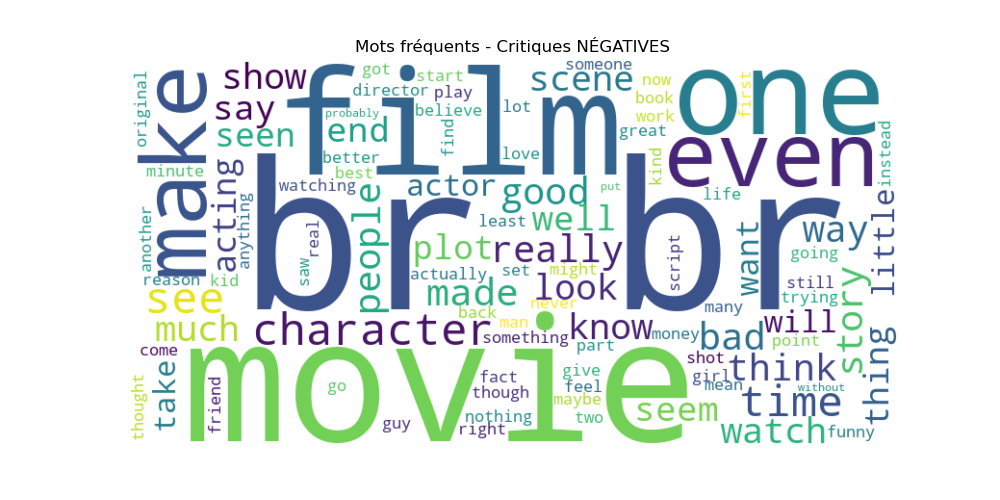 Mots fréquents - Critiques NÉGATIVES
original
make
show
say
seen
film
got
start
director
play
probably
believe
end
find
lot
scene
someone
great
love
now
book
work
first
one
even
kind
instead
minute
another
anything
acting
watching
better
best
people
actor
good
put
life
least
well
br br
real
saw
script
want
way
going
little
reason
kid
see
much
plot
really
actually
set
might
made
look
back
never
many
still
trying
story
thing
character
man
something
know
part
money
bad
will
point
come
take
thought
friend
movie
go
guy
fact
though
nothing
right
give
feel
maybe
two
seem
shot
girl
mean
think
without
time
watch
funny